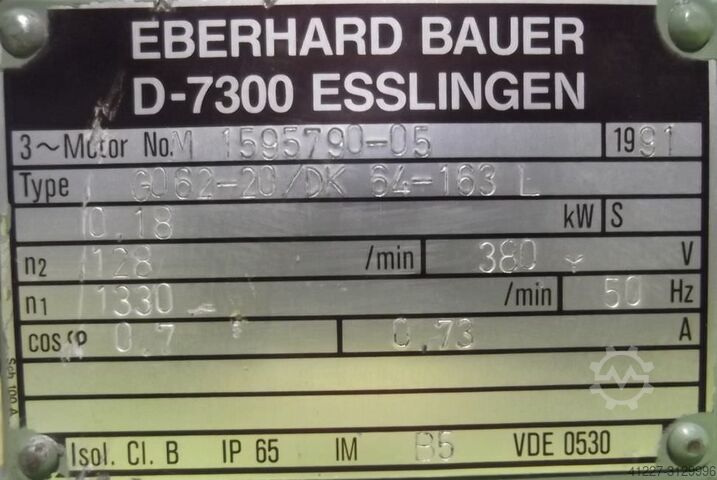 EBERHARD BAUER
D-7300 ESSLINGEN
3~Motor No. M 1595790-05 1991
Type G062-20/DK 64-163 L
0,18 kW S
n2 128 /min 380 Y V
n1 1330 /min 50 Hz
cos φ 0.7 0.73 A
Sch 100 A
Isol. Cl. B IP 65 IM B5 VDE 0530
41227-3129996